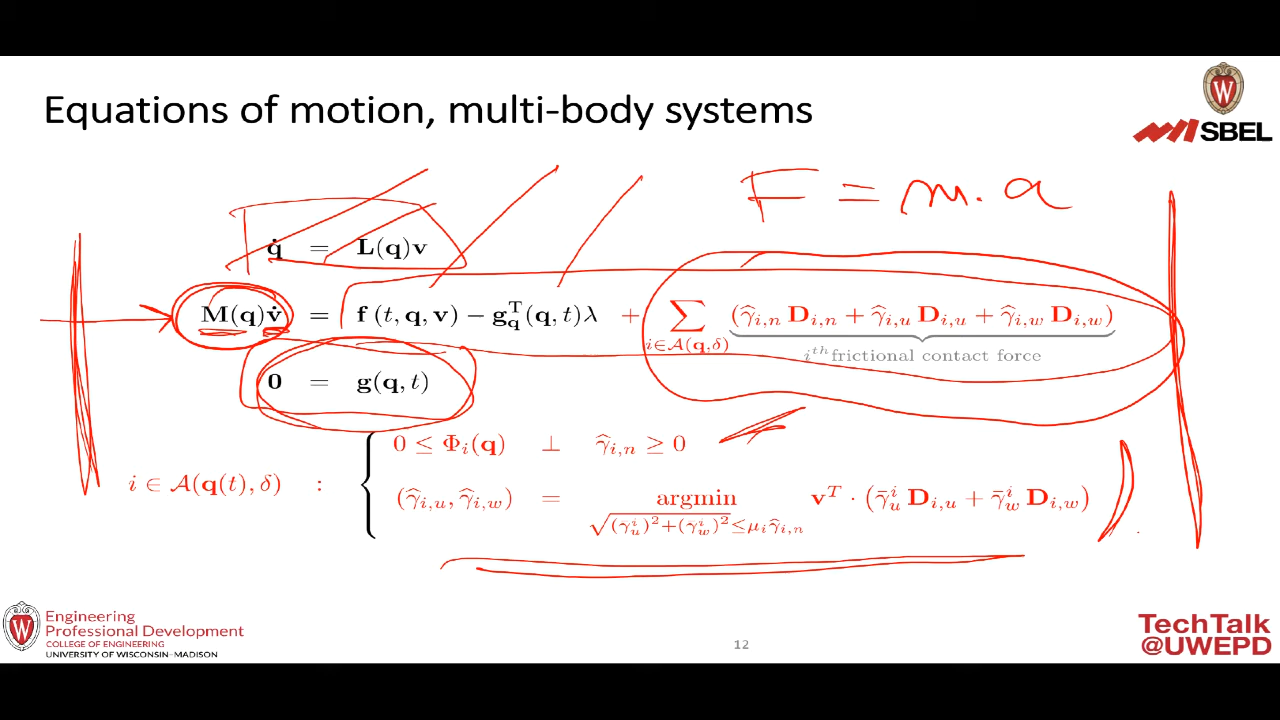 Equations of motion, multi-body systems
W
SBEL
F = m.a
q̇ = L(q)v
M(q)v̇ = f (t, q, v) − g_q^T(q, t)λ + ∑_{i∈A(q,δ)} (γ̂_{i,n} D_{i,n} + γ̂_{i,u} D_{i,u} + γ̂_{i,w} D_{i,w})
i^{th} frictional contact force
0 = g(q, t)
0 ≤ Φ_i(q) ⊥ γ̂_{i,n} ≥ 0
i ∈ A(q(t), δ) :
(γ̂_{i,u}, γ̂_{i,w}) = argmin_{√((γ_u^i)^2+(γ_w^i)^2) ≤ μ_i γ̂_{i,n}} v^T · (γ̄_u^i D_{i,u} + γ̄_w^i D_{i,w})
W
Engineering
Professional Development
COLLEGE OF ENGINEERING
UNIVERSITY OF WISCONSIN–MADISON
12
TechTalk
@UWEPD